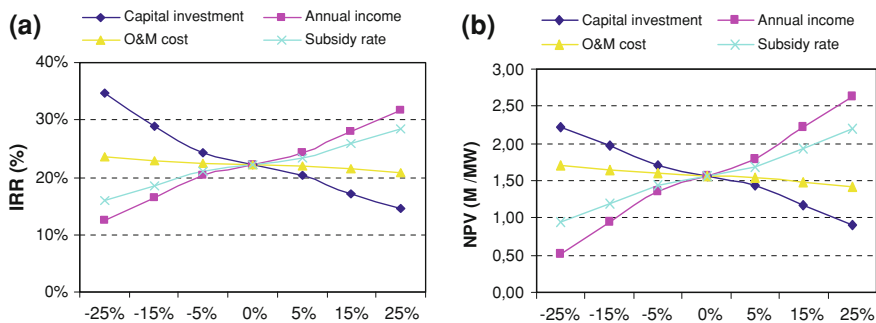 (a)
Capital investment
Annual income
O&M cost
Subsidy rate
40%
30%
20%
10%
0%
IRR (%)
-25% -15% -5% 0% 5% 15% 25%
(b)
Capital investment
Annual income
O&M cost
Subsidy rate
3,00
2,50
2,00
1,50
1,00
0,50
0,00
NPV (M /MW)
-25% -15% -5% 0% 5% 15% 25%